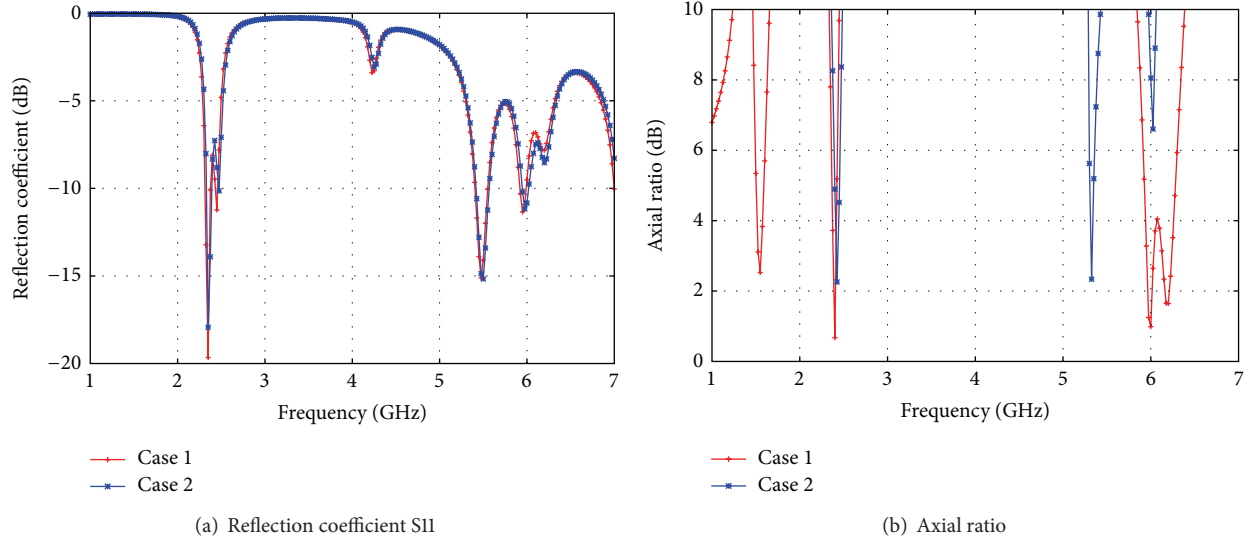 Reflection coefficient (dB)
0
−5
−10
−15
−20
1 2 3 4 5 6 7
Frequency (GHz)
Case 1
Case 2
(a) Reflection coefficient S11
Axial ratio (dB)
10
8
6
4
2
0
1 2 3 4 5 6 7
Frequency (GHz)
Case 1
Case 2
(b) Axial ratio